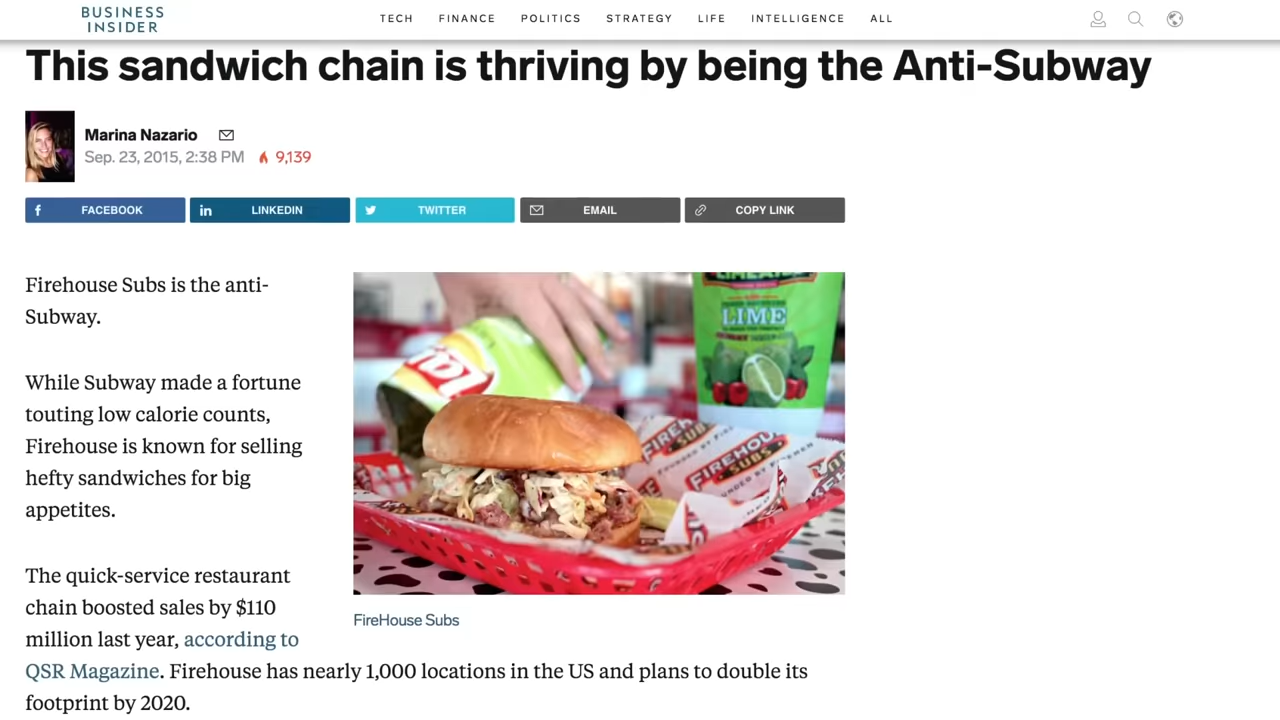 BUSINESS
INSIDER
TECH FINANCE POLITICS STRATEGY LIFE INTELLIGENCE ALL
This sandwich chain is thriving by being the Anti-Subway
Marina Nazario
Sep. 23, 2015, 2:38 PM 9,139
FACEBOOK LINKEDIN TWITTER EMAIL COPY LINK
Firehouse Subs is the anti-
Subway.
While Subway made a fortune
touting low calorie counts,
Firehouse is known for selling
hefty sandwiches for big
appetites.
The quick-service restaurant
chain boosted sales by $110
million last year, according to
QSR Magazine. Firehouse has nearly 1,000 locations in the US and plans to double its
footprint by 2020.
LIME
FIREHOUSE
SUBS
FireHouse Subs